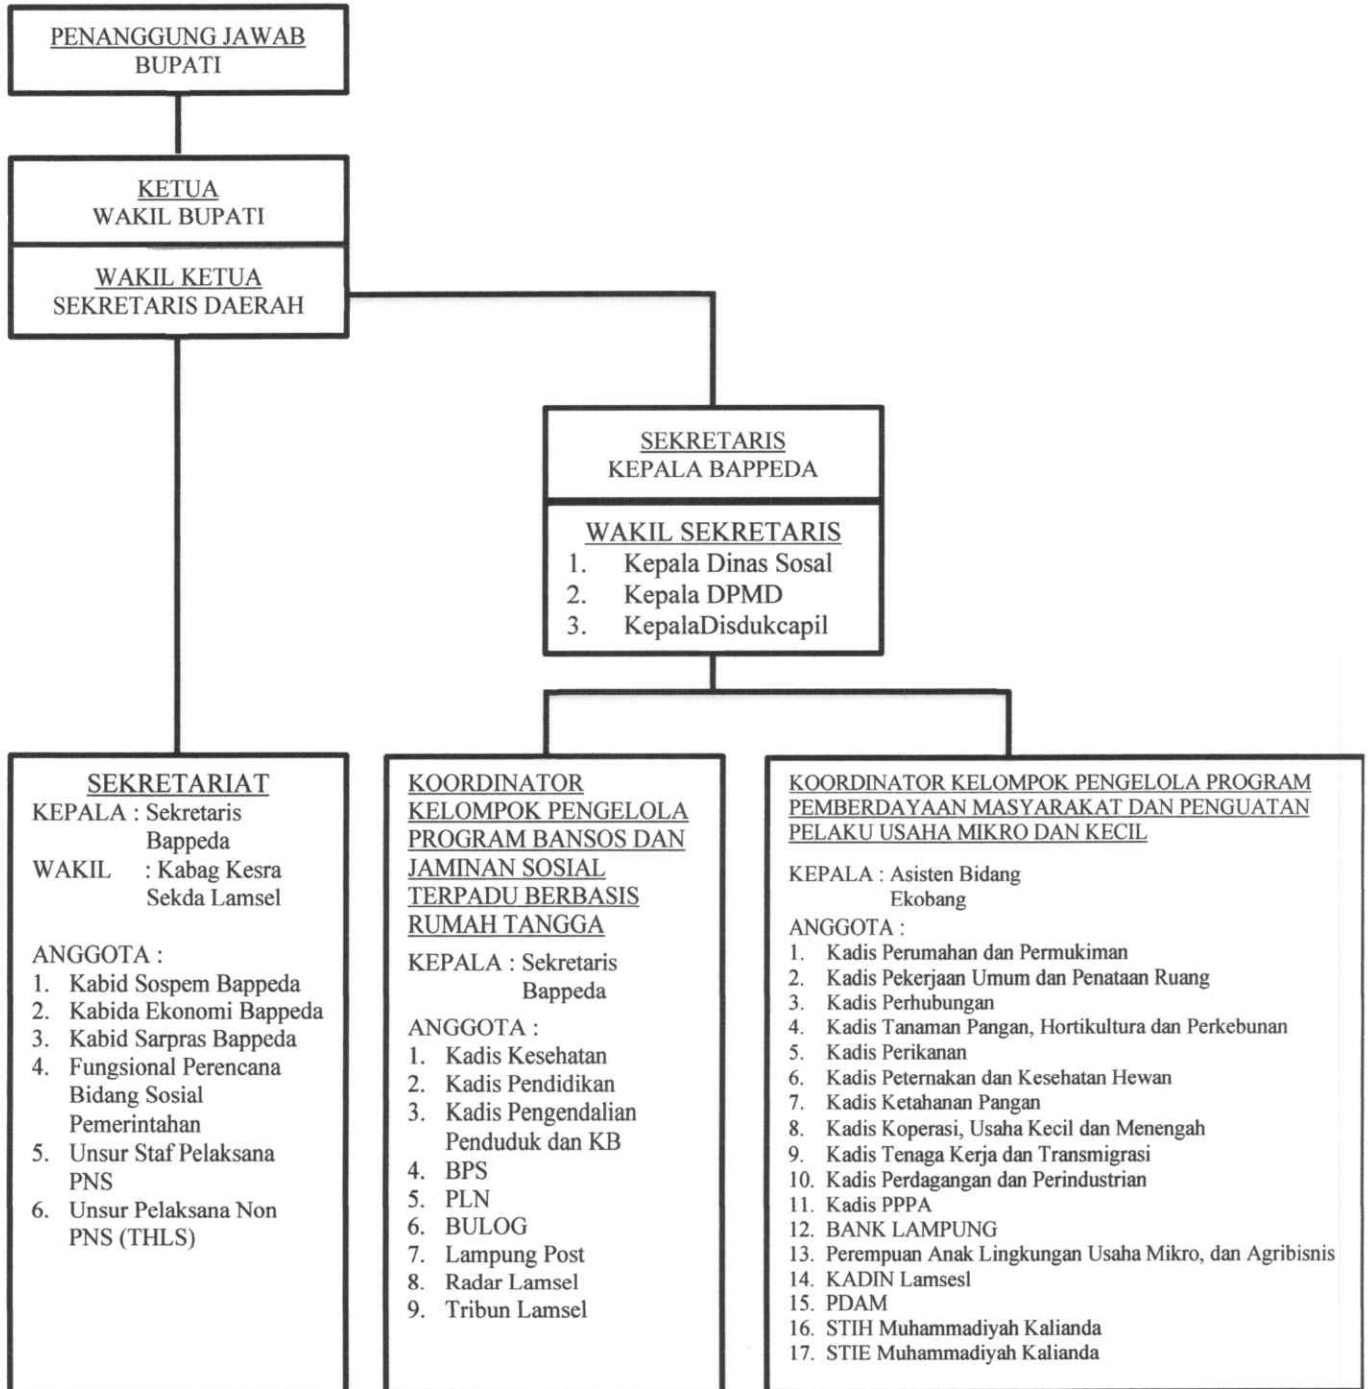 PENANGGUNG JAWAB
BUPATI
KETUA
WAKIL BUPATI
WAKIL KETUA
SEKRETARIS DAERAH
SEKRETARIS
KEPALA BAPPEDA
WAKIL SEKRETARIS
1. Kepala Dinas Sosal
2. Kepala DPMD
3. KepalaDisdukcapil
SEKRETARIAT
KEPALA : Sekretaris
Bappeda
WAKIL : Kabag Kesra
Sekda Lamsel
ANGGOTA :
1. Kabid Sospem Bappeda
2. Kabida Ekonomi Bappeda
3. Kabid Sarpras Bappeda
4. Fungsional Perencana
Bidang Sosial
Pemerintahan
5. Unsur Staf Pelaksana
PNS
6. Unsur Pelaksana Non
PNS (THLS)
KOORDINATOR
KELOMPOK PENGELOLA
PROGRAM BANSOS DAN
JAMINAN SOSIAL
TERPADU BERBASIS
RUMAH TANGGA
KEPALA : Sekretaris
Bappeda
ANGGOTA :
1. Kadis Kesehatan
2. Kadis Pendidikan
3. Kadis Pengendalian
Penduduk dan KB
4. BPS
5. PLN
6. BULOG
7. Lampung Post
8. Radar Lamsel
9. Tribun Lamsel
KOORDINATOR KELOMPOK PENGELOLA PROGRAM
PEMBERDAYAAN MASYARAKAT DAN PENGUATAN
PELAKU USAHA MIKRO DAN KECIL
KEPALA : Asisten Bidang
Ekobang
ANGGOTA :
1. Kadis Perumahan dan Permukiman
2. Kadis Pekerjaan Umum dan Penataan Ruang
3. Kadis Perhubungan
4. Kadis Tanaman Pangan, Hortikultura dan Perkebunan
5. Kadis Perikanan
6. Kadis Peternakan dan Kesehatan Hewan
7. Kadis Ketahanan Pangan
8. Kadis Koperasi, Usaha Kecil dan Menengah
9. Kadis Tenaga Kerja dan Transmigrasi
10. Kadis Perdagangan dan Perindustrian
11. Kadis PPPA
12. BANK LAMPUNG
13. Perempuan Anak Lingkungan Usaha Mikro, dan Agribisnis
14. KADIN Lamsesl
15. PDAM
16. STIH Muhammadiyah Kalianda
17. STIE Muhammadiyah Kalianda